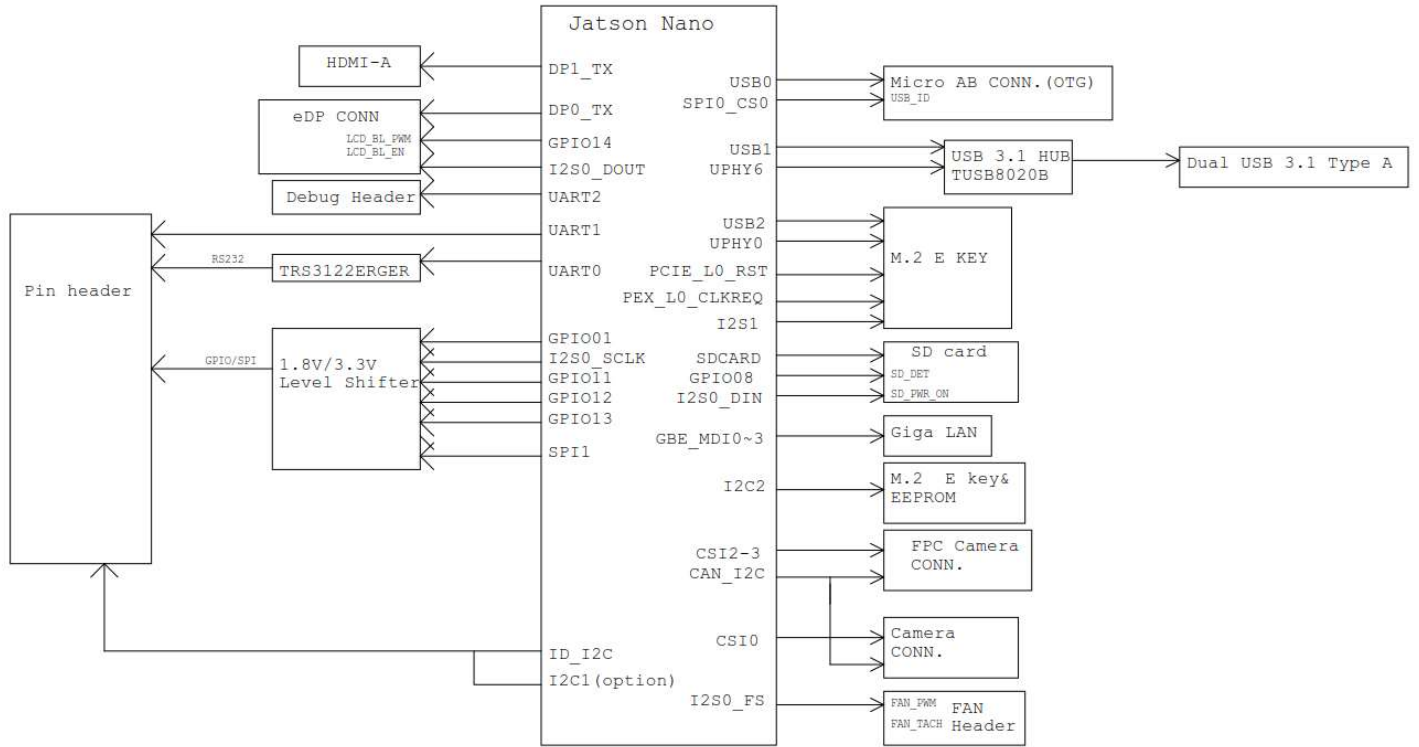 Jatson Nano
HDMI-A
DP1_TX
eDP CONN
LCD_BL_PWM
LCD_BL_EN
DP0_TX
GPIO14
I2S0_DOUT
Debug Header
UART2
UART1
Pin header
RS232
TRS3122ERGER
UART0
GPIO/SPI
1.8V/3.3V
Level Shifter
GPIO01
I2S0_SCLK
GPIO11
GPIO12
GPIO13
SPI1
ID_I2C
I2C1(option)
USB0
SPI0_CS0
Micro AB CONN.(OTG)
USB_ID
USB1
UPHY6
USB 3.1 HUB
TUSB8020B
Dual USB 3.1 Type A
USB2
UPHY0
PCIE_L0_RST
PEX_L0_CLKREQ
I2S1
M.2 E KEY
SDCARD
GPIO08
I2S0_DIN
SD card
SD_DET
SD_PWR_ON
GBE_MDI0~3
Giga LAN
I2C2
M.2 E key&
EEPROM
CSI2-3
CAN_I2C
FPC Camera
CONN.
CSI0
Camera
CONN.
I2S0_FS
FAN_PWM FAN
FAN_TACH Header